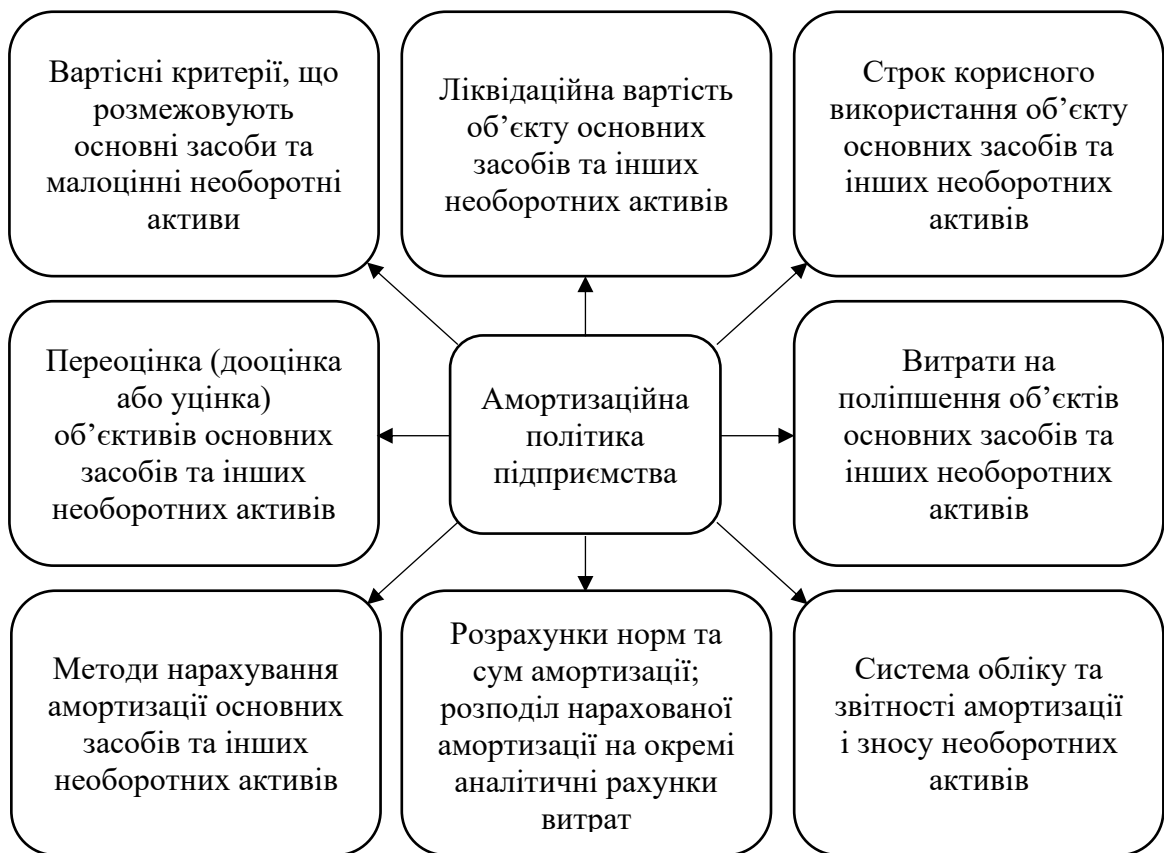 Вартісні критерії, що
розмежовують
основні засоби та
малоцінні необоротні
активи
Ліквідаційна вартість
об’єкту основних
засобів та інших
необоротних активів
Строк корисного
використання об’єкту
основних засобів та
інших необоротних
активів
Переоцінка (дооцінка
або уцінка)
об’єктивів основних
засобів та інших
необоротних активів
Амортизаційна
політика
підприємства
Витрати на
поліпшення об’єктів
основних засобів та
інших необоротних
активів
Методи нарахування
амортизації основних
засобів та інших
необоротних активів
Розрахунки норм та
сум амортизації;
розподіл нарахованої
амортизації на окремі
аналітичні рахунки
витрат
Система обліку та
звітності амортизації
і зносу необоротних
активів